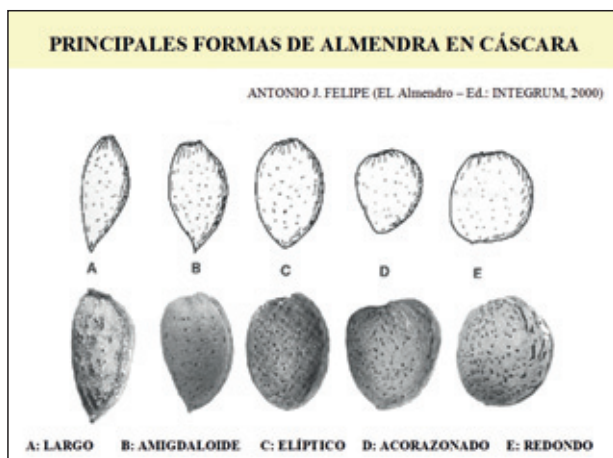 PRINCIPALES FORMAS DE ALMENDRA EN CÁSCARA
ANTONIO J. FELIPE (EL Almendro – Ed.: INTEGRUM, 2000)
A B C D E
A: LARGO B: AMIGDALOIDE C: ELÍPTICO D: ACORAZONADO E: REDONDO